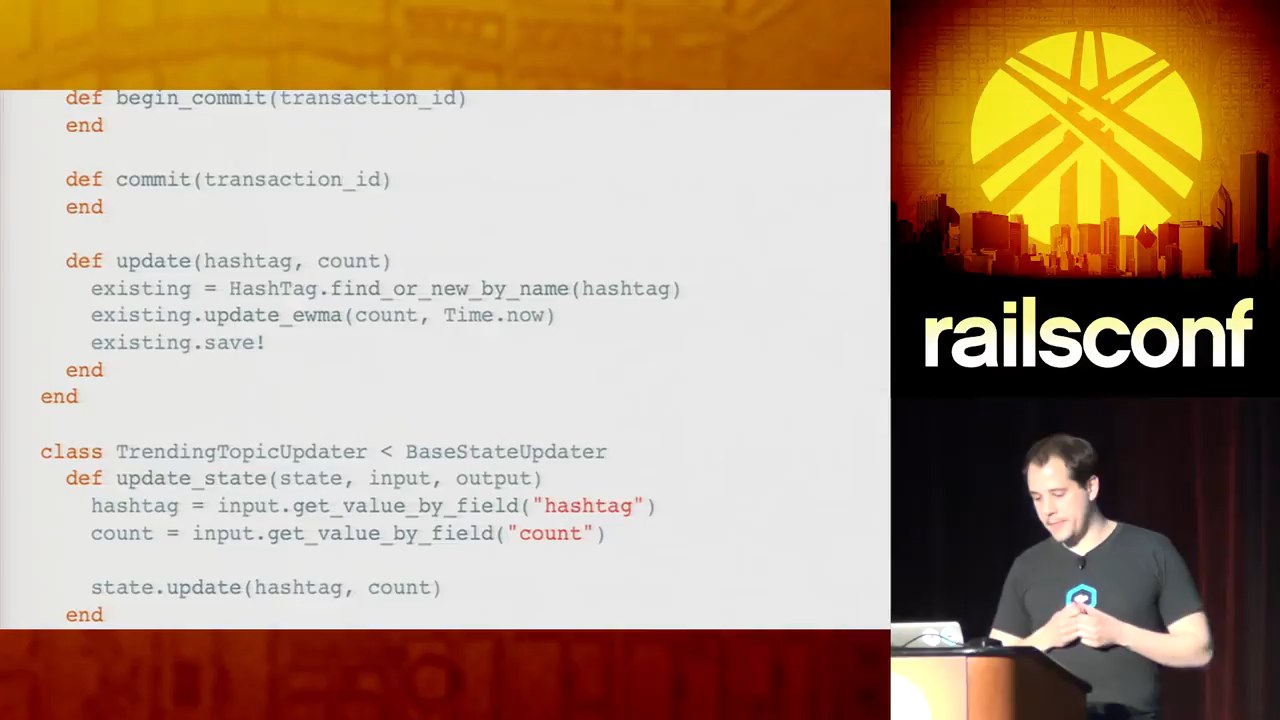 def begin_commit(transaction_id)
end
def commit(transaction_id)
end
def update(hashtag, count)
existing = HashTag.find_or_new_by_name(hashtag)
existing.update_ewma(count, Time.now)
existing.save!
end
end
class TrendingTopicUpdater < BaseStateUpdater
def update_state(state, input, output)
hashtag = input.get_value_by_field("hashtag")
count = input.get_value_by_field("count")
state.update(hashtag, count)
end
railsconf